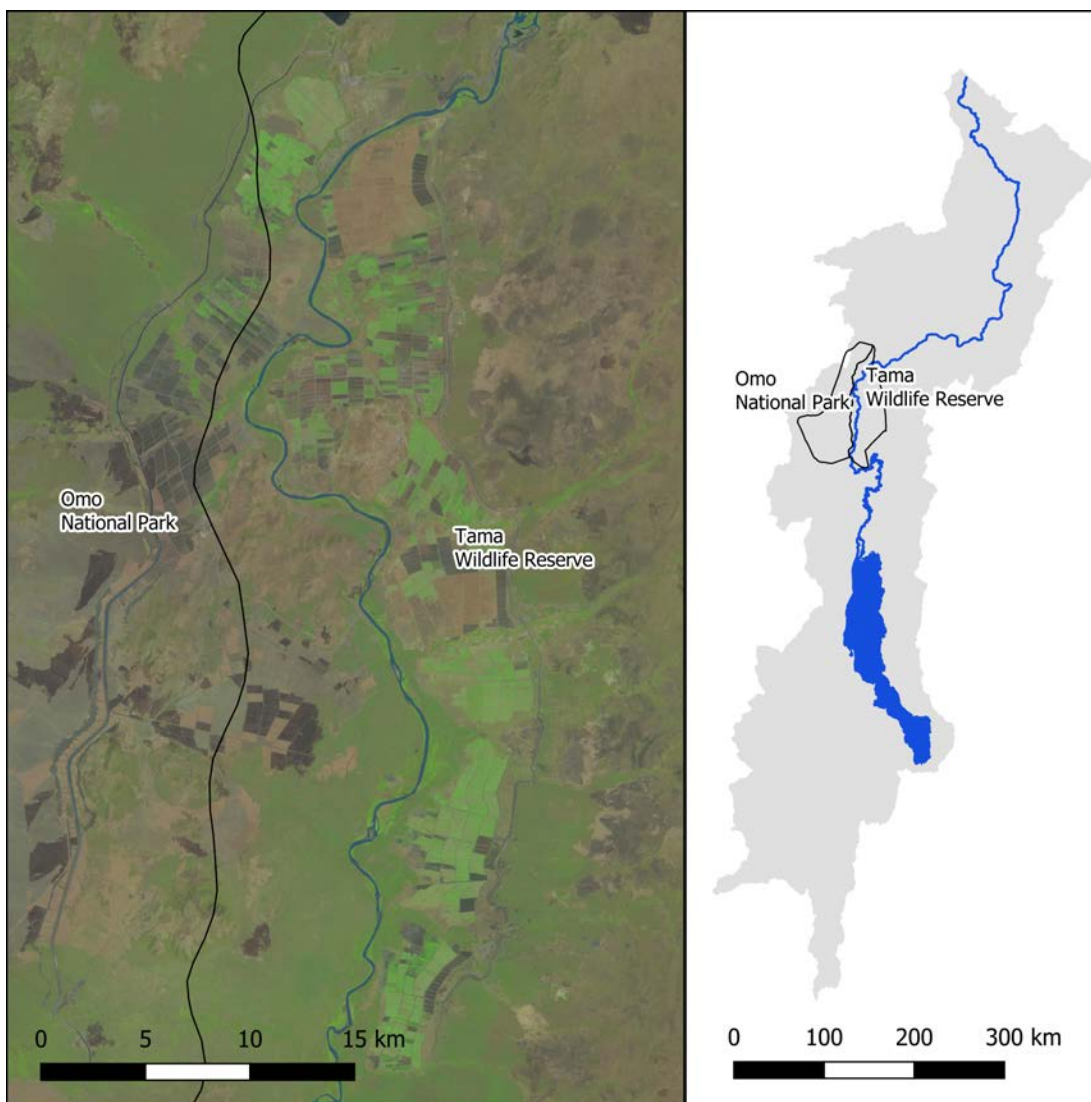 Omo
National Park
Tama
Wildlife Reserve
0 5 10 15 km
Omo
National Park
Tama
Wildlife Reserve
0 100 200 300 km